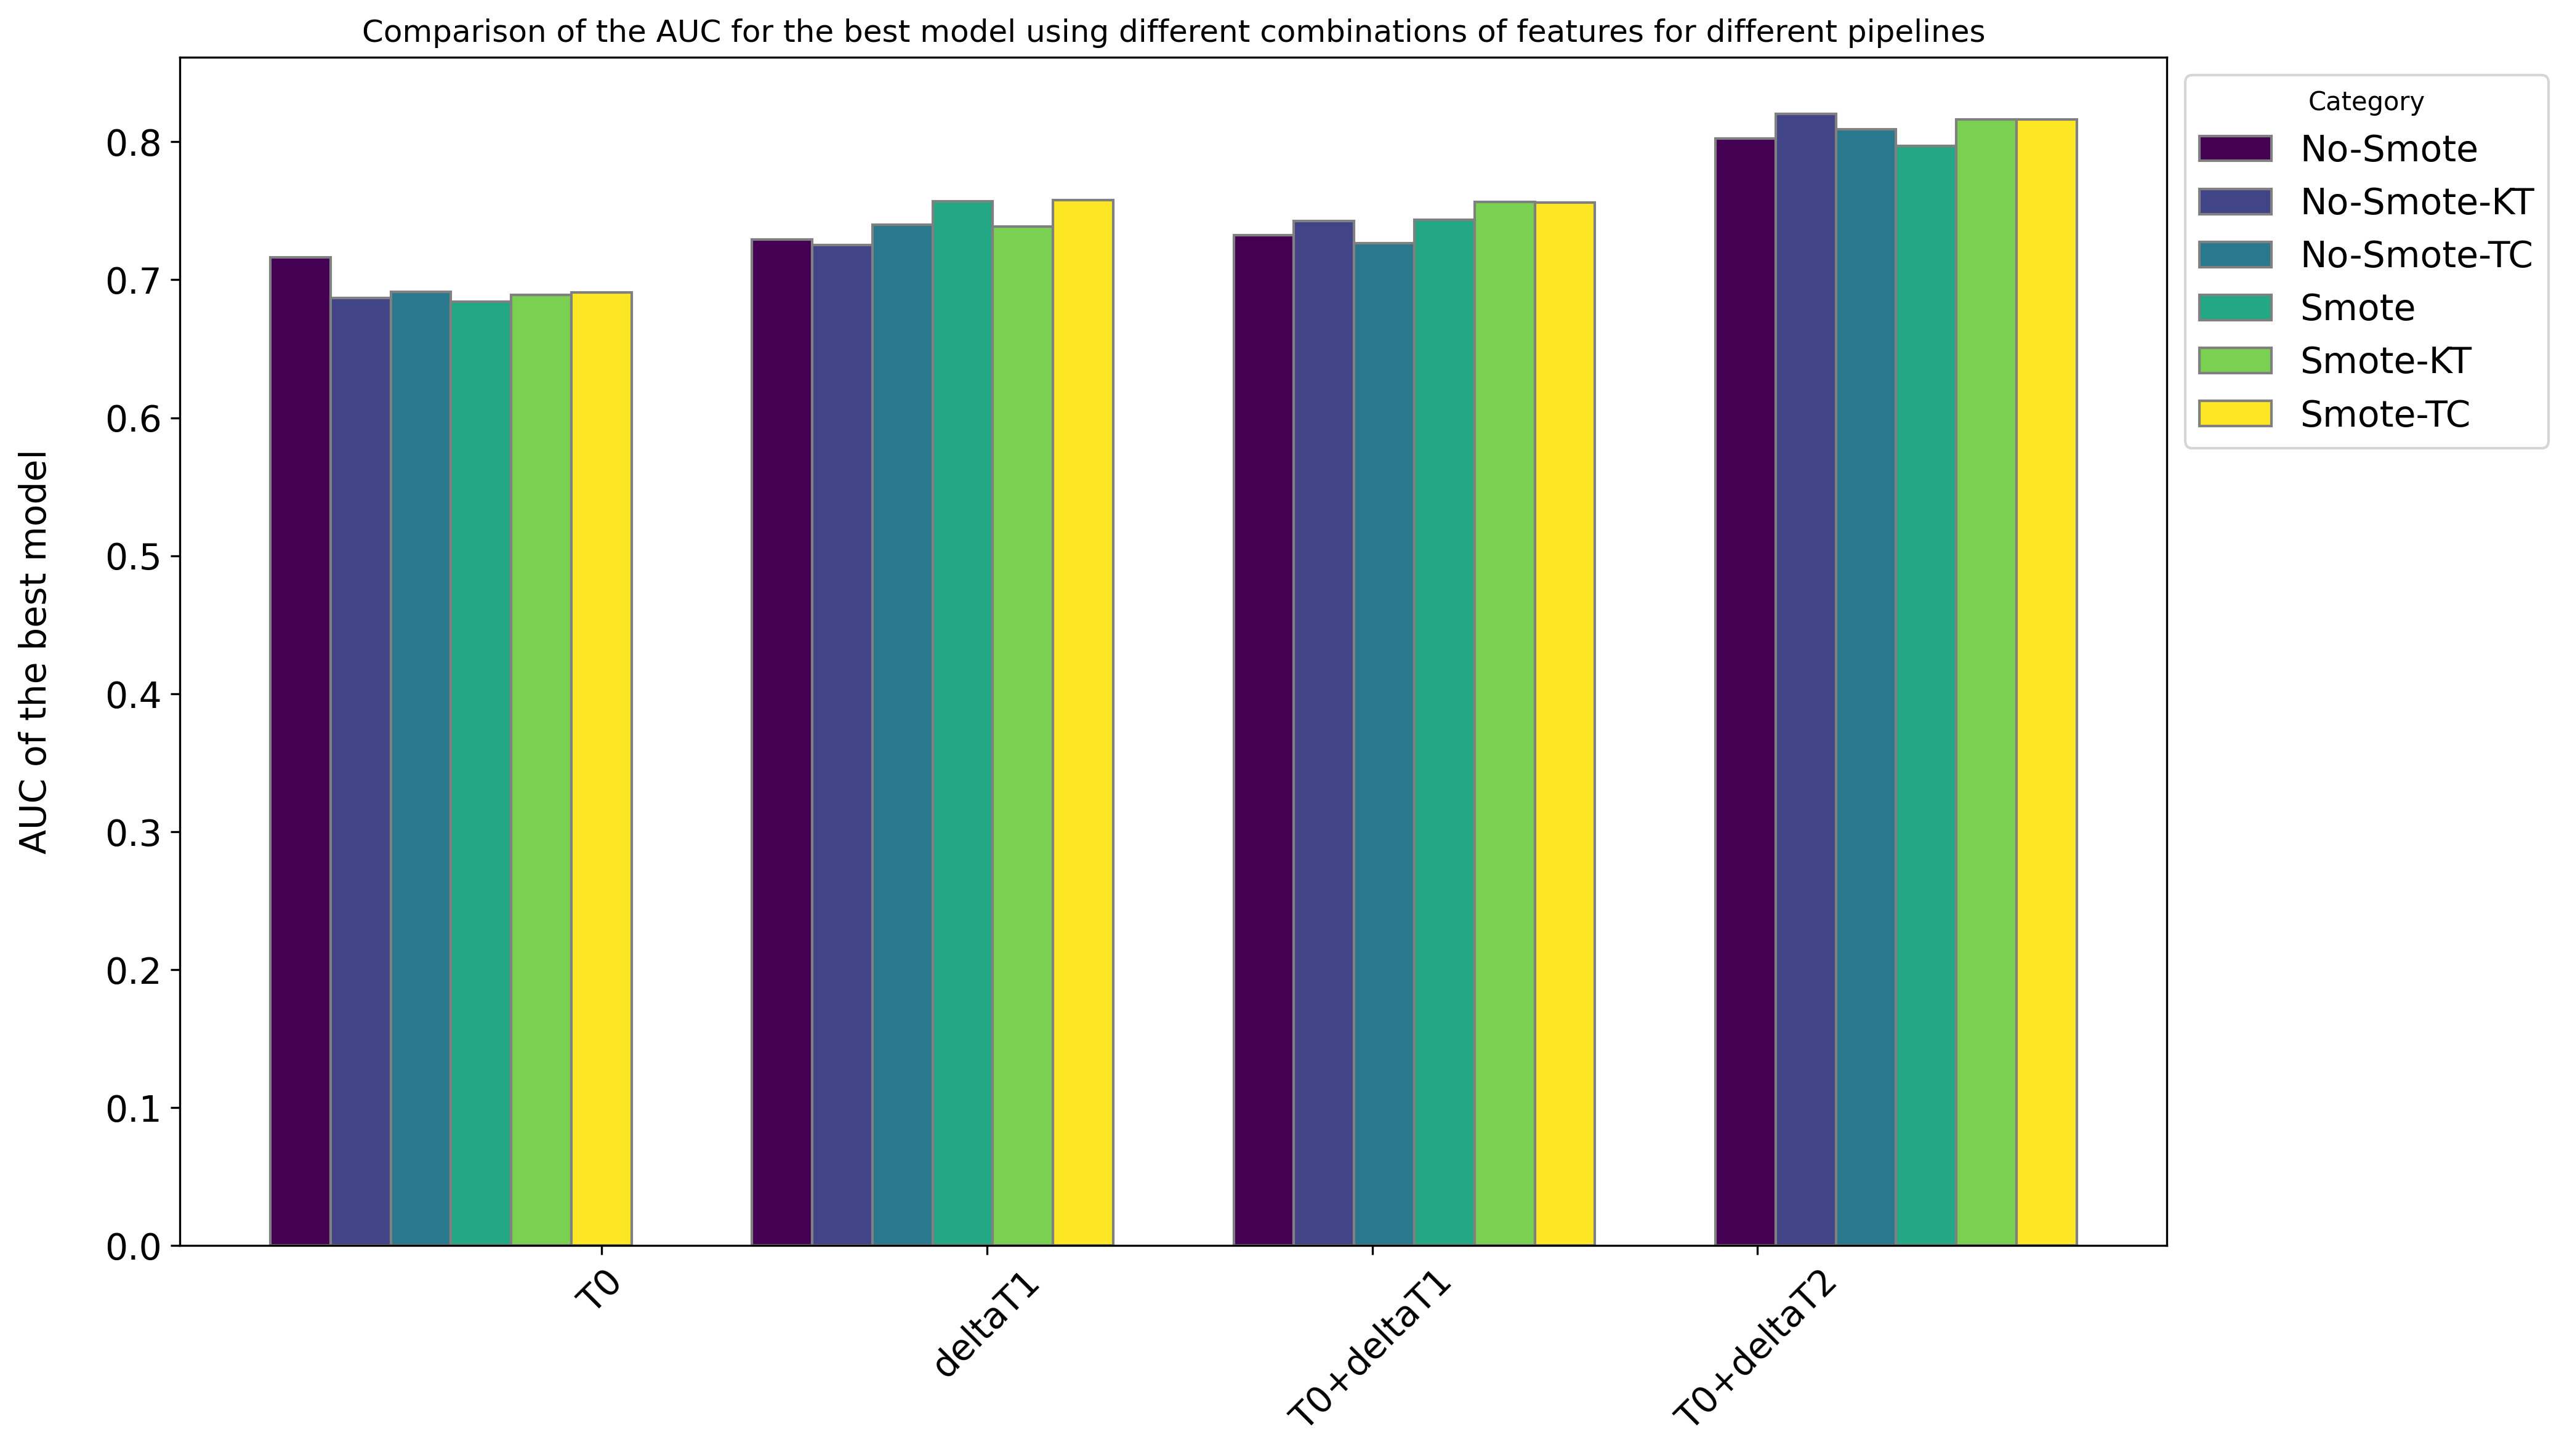 Comparison of the AUC for the best model using different combinations of features for different pipelines
AUC of the best model
0.8
0.7
0.6
0.5
0.4
0.3
0.2
0.1
0.0
T0
deltaT1
T0+deltaT1
T0+deltaT2
Category
No-Smote
No-Smote-KT
No-Smote-TC
Smote
Smote-KT
Smote-TC